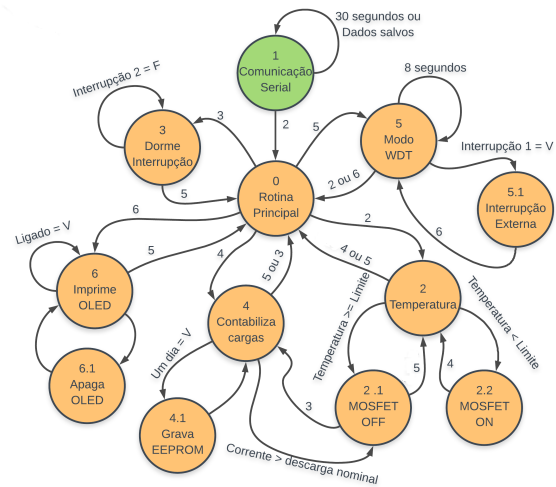 30 segundos ou
Dados salvos
1
Comunicação
Serial
8 segundos
Interrupção 2 = F
2
3
5
3
Dorme
Interrupção
5
Modo
WDT
Interrupção 1 = V
5
2 ou 6
0
Rotina
Principal
5.1
Interrupção
Externa
6
2
6
Ligado = V
5
4
5 ou 3
4 ou 5
6
Imprime
OLED
2
Temperatura
4
Contabiliza
cargas
Temperatura >= Limite
Temperatura < Limite
Um dia = V
6.1
Apaga
OLED
5
4
3
2 .1
MOSFET
OFF
2.2
MOSFET
ON
4.1
Grava
EEPROM
Corrente > descarga nominal